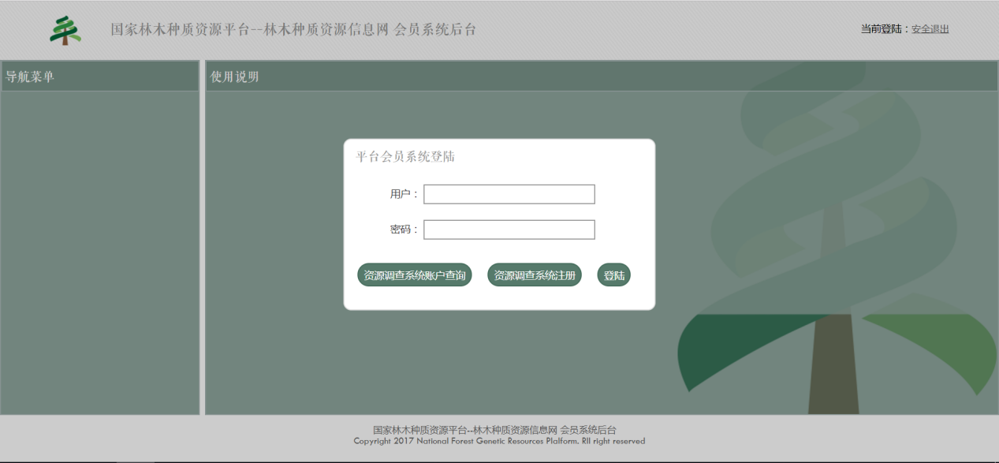 国家林木种质资源平台--林木种质资源信息网 会员系统后台
当前登陆：安全退出
导航菜单
使用说明
平台会员系统登陆
用户：
密码：
资源调查系统账户查询 资源调查系统注册 登陆
国家林木种质资源平台--林木种质资源信息网 会员系统后台
Copyright 2017 National Forest Genetic Resources Plalform. RII right reserved